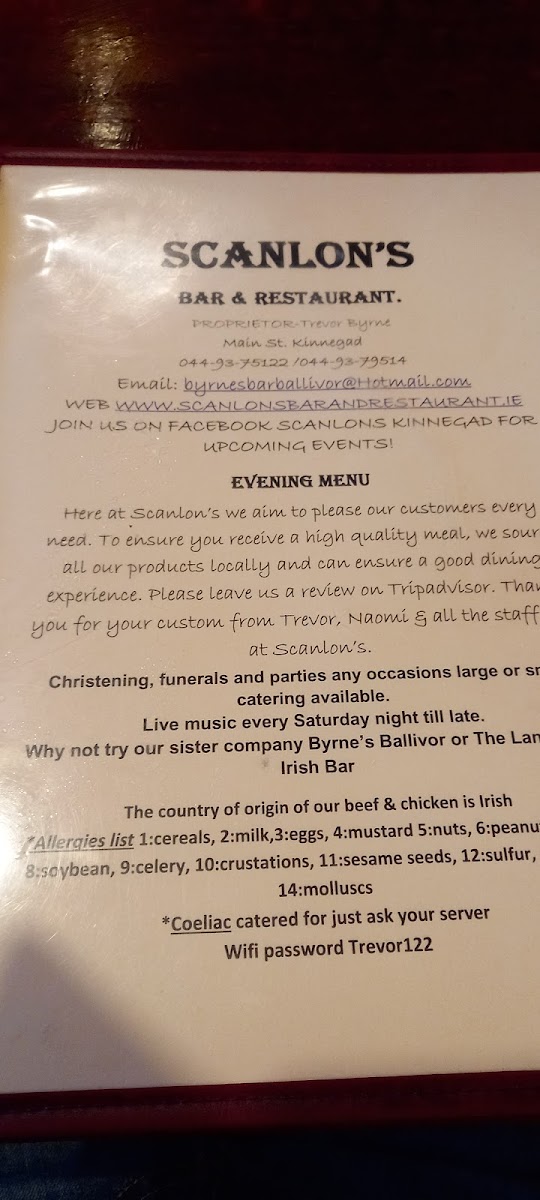 SCANLON'S
BAR & RESTAURANT.
PROPRIETOR-Trevor Byrne
Main St. Kinnegad
044-93-75122 /044-93-79514
Email: byrnesbarballivor@Hotmail.com
WEB WWW.SCANLONSBARANDRESTAURANT.IE
JOIN US ON FACEBOOK SCANLONS KINNEGAD FOR
UPCOMING EVENTS!
EVENING MENU
Here at Scanlon's we aim to please our customers every
need. To ensure you receive a high quality meal, we sour
all our products locally and can ensure a good dining
experience. Please leave us a review on Tripadvisor. Than
you for your custom from Trevor, Naomi & all the staff
at Scanlon's.
Christening, funerals and parties any occasions large or sm
catering available.
Live music every Saturday night till late.
Why not try our sister company Byrne's Ballivor or The Lan
Irish Bar
The country of origin of our beef & chicken is Irish
*Allergies list 1:cereals, 2:milk,3:eggs, 4:mustard 5:nuts, 6:peanu
8:soybean, 9:celery, 10:crustations, 11:sesame seeds, 12:sulfur,
14:molluscs
*Coeliac catered for just ask your server
Wifi password Trevor122